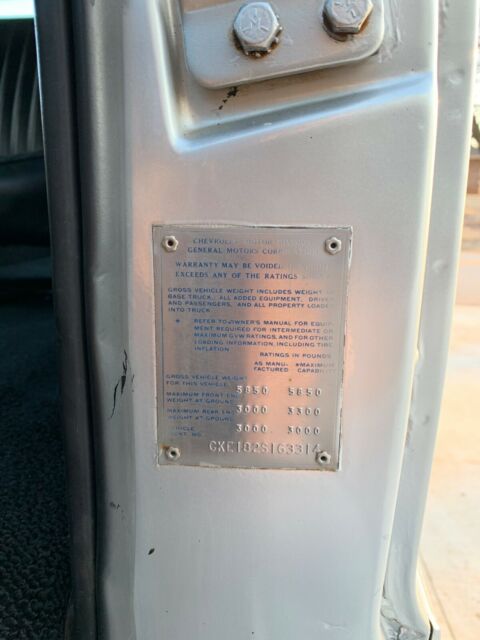 CHEVROLET MOTOR
GENERAL MOTORS CORP
WARRANTY MAY BE VOIDED
EXCEEDS ANY OF THE RATINGS
GROSS VEHICLE WEIGHT INCLUDES WEIGHT OF
BASE TRUCK, ALL ADDED EQUIPMENT, DRIVER
AND PASSENGERS, AND ALL PROPERTY LOADED
INTO TRUCK
* REFER TO OWNER'S MANUAL FOR EQUIP-
MENT REQUIRED FOR INTERMEDIATE OR
MAXIMUM GVW RATINGS, AND FOR OTHER
LOADING INFORMATION, INCLUDING TIRE
INFLATION
RATINGS IN POUNDS
AS MANU- *MAXIMUM
FACTURED CAPABILITY
GROSS VEHICLE WEIGHT
FOR THIS VEHICLE 5850 5850
MAXIMUM FRONT END
WEIGHT AT GROUND 3000 3300
MAXIMUM REAR END
WEIGHT AT GROUND 3000 3000
VEHICLE
IDENT. NO. CKE182S163314